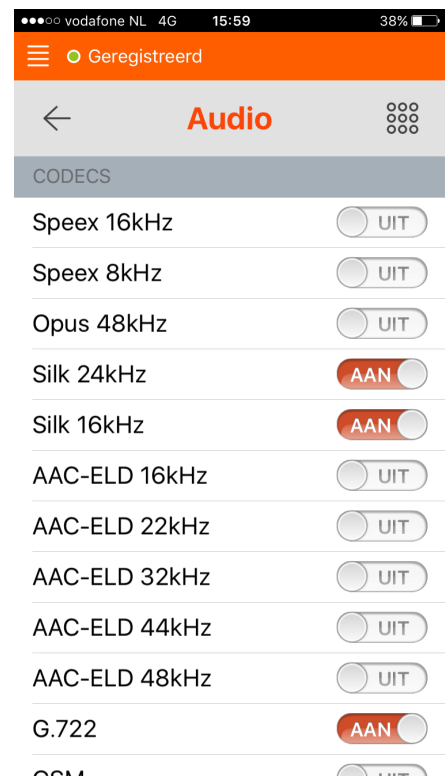 vodafone NL 4G 15:59 38%
Geregistreerd
Audio
CODECS
Speex 16kHz UIT
Speex 8kHz UIT
Opus 48kHz UIT
Silk 24kHz AAN
Silk 16kHz AAN
AAC-ELD 16kHz UIT
AAC-ELD 22kHz UIT
AAC-ELD 32kHz UIT
AAC-ELD 44kHz UIT
AAC-ELD 48kHz UIT
G.722 AAN
GSM UIT